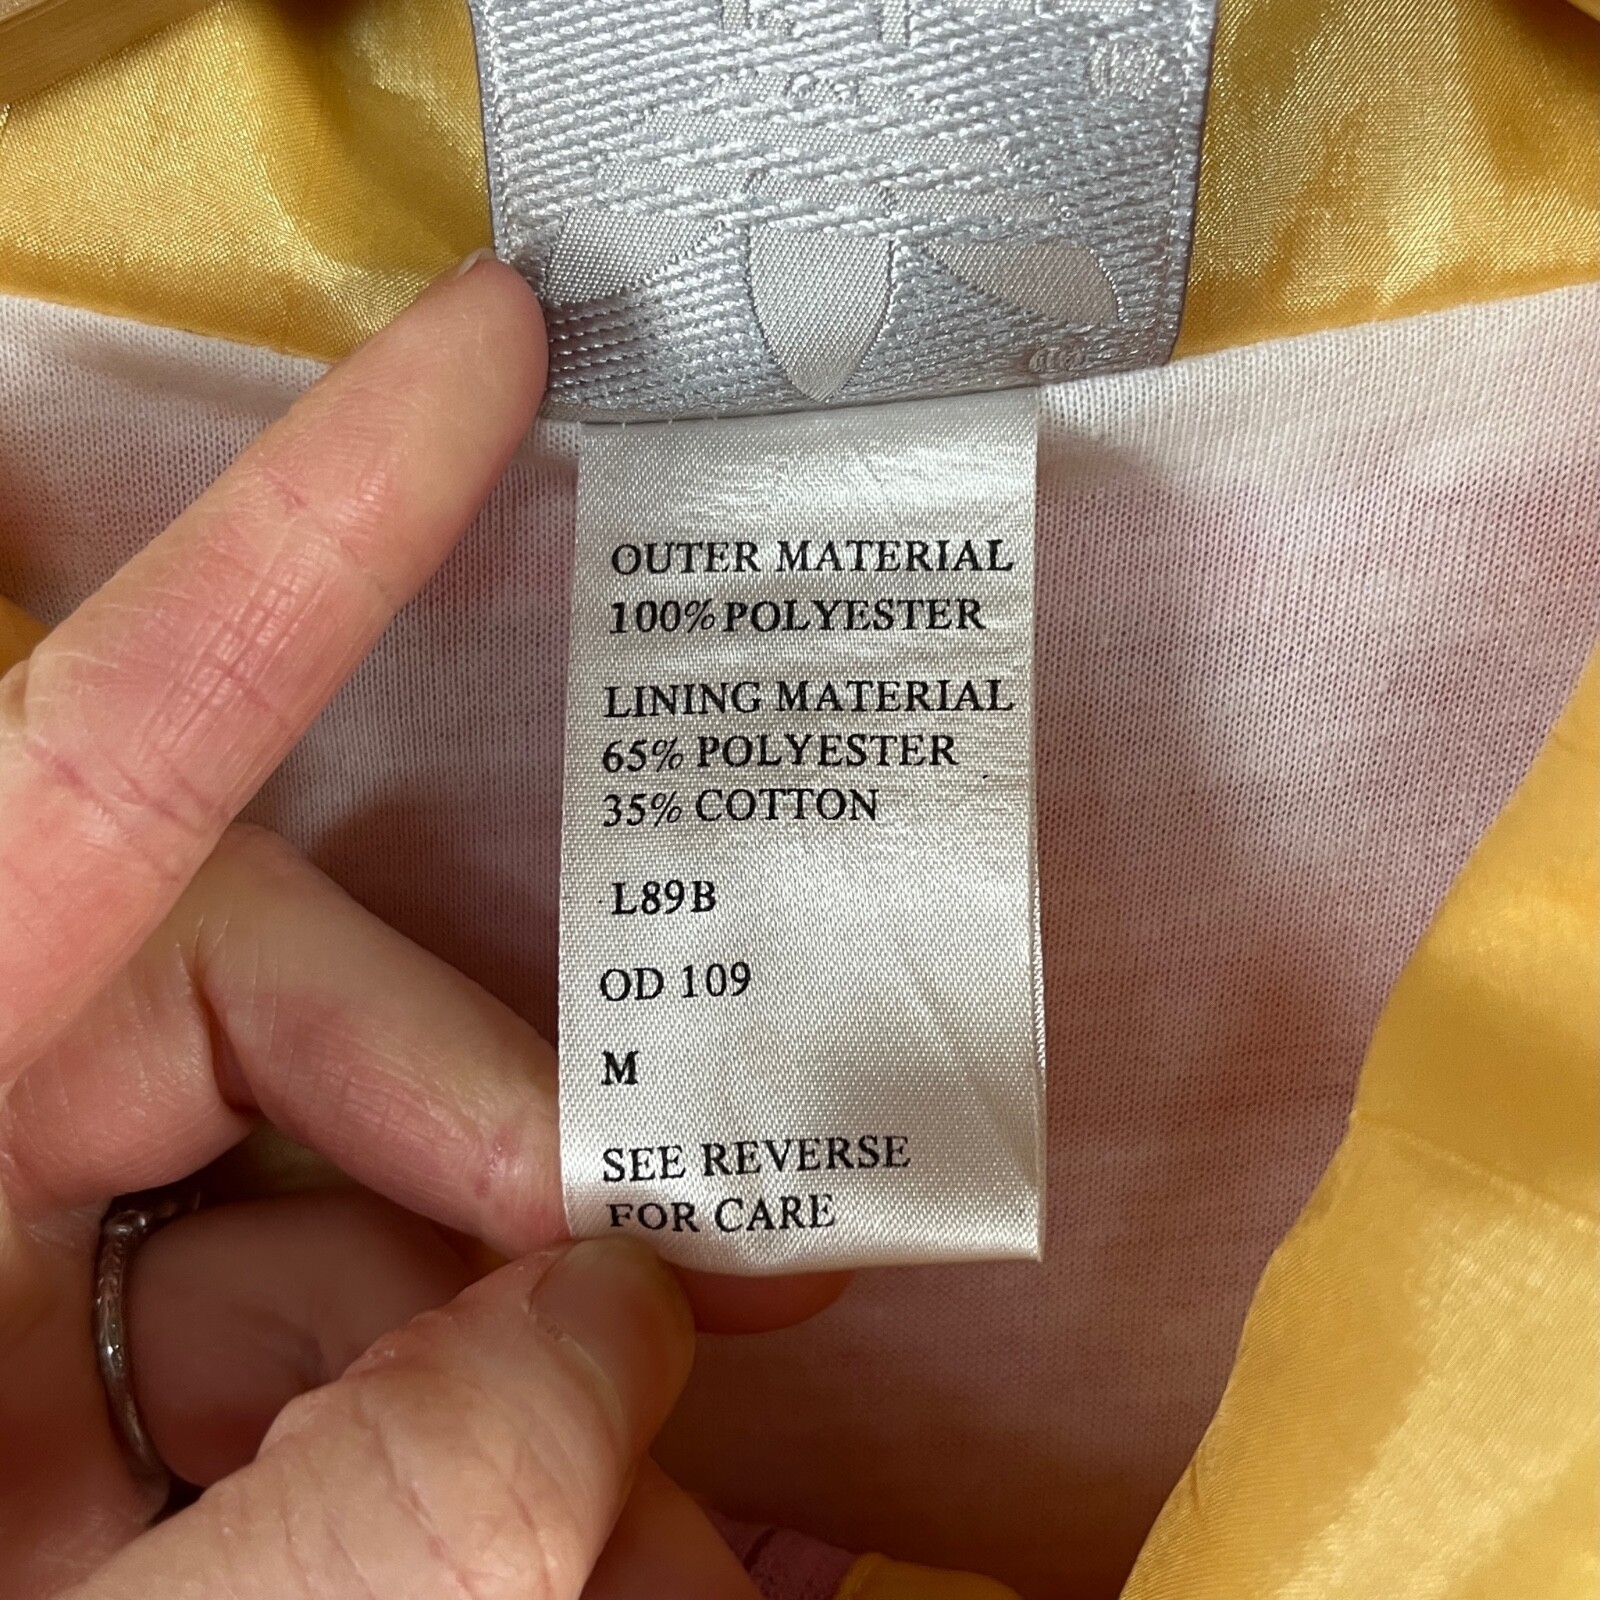 OUTER MATERIAL
100% POLYESTER
LINING MATERIAL
65% POLYESTER
35% COTTON
L89B
OD 109
M
SEE REVERSE
FOR CARE